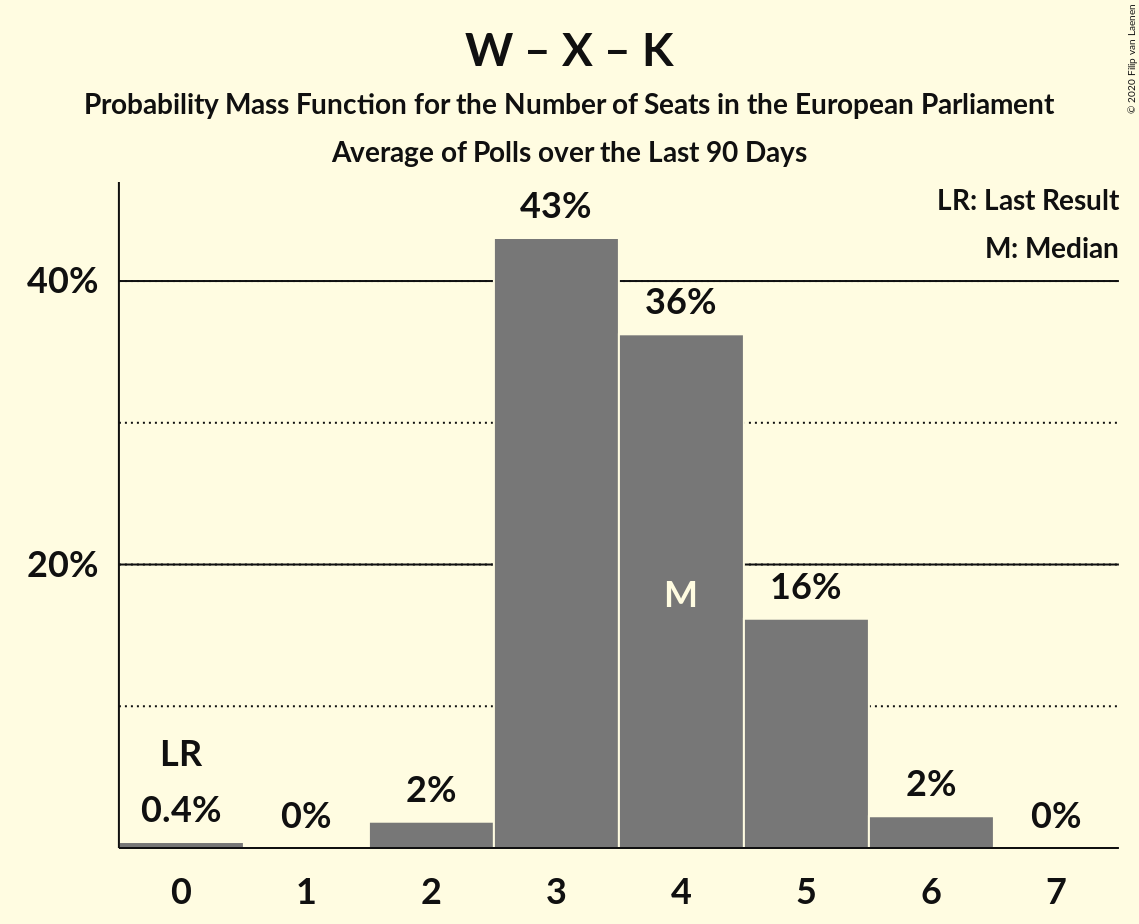 W – X – K
Probability Mass Function for the Number of Seats in the European Parliament
Average of Polls over the Last 90 Days
© 2020 Filip van Laenen
LR: Last Result
M: Median
43%
40%
36%
20%
M
16%
LR
0.4%
0%
2%
2%
0%
0 1 2 3 4 5 6 7